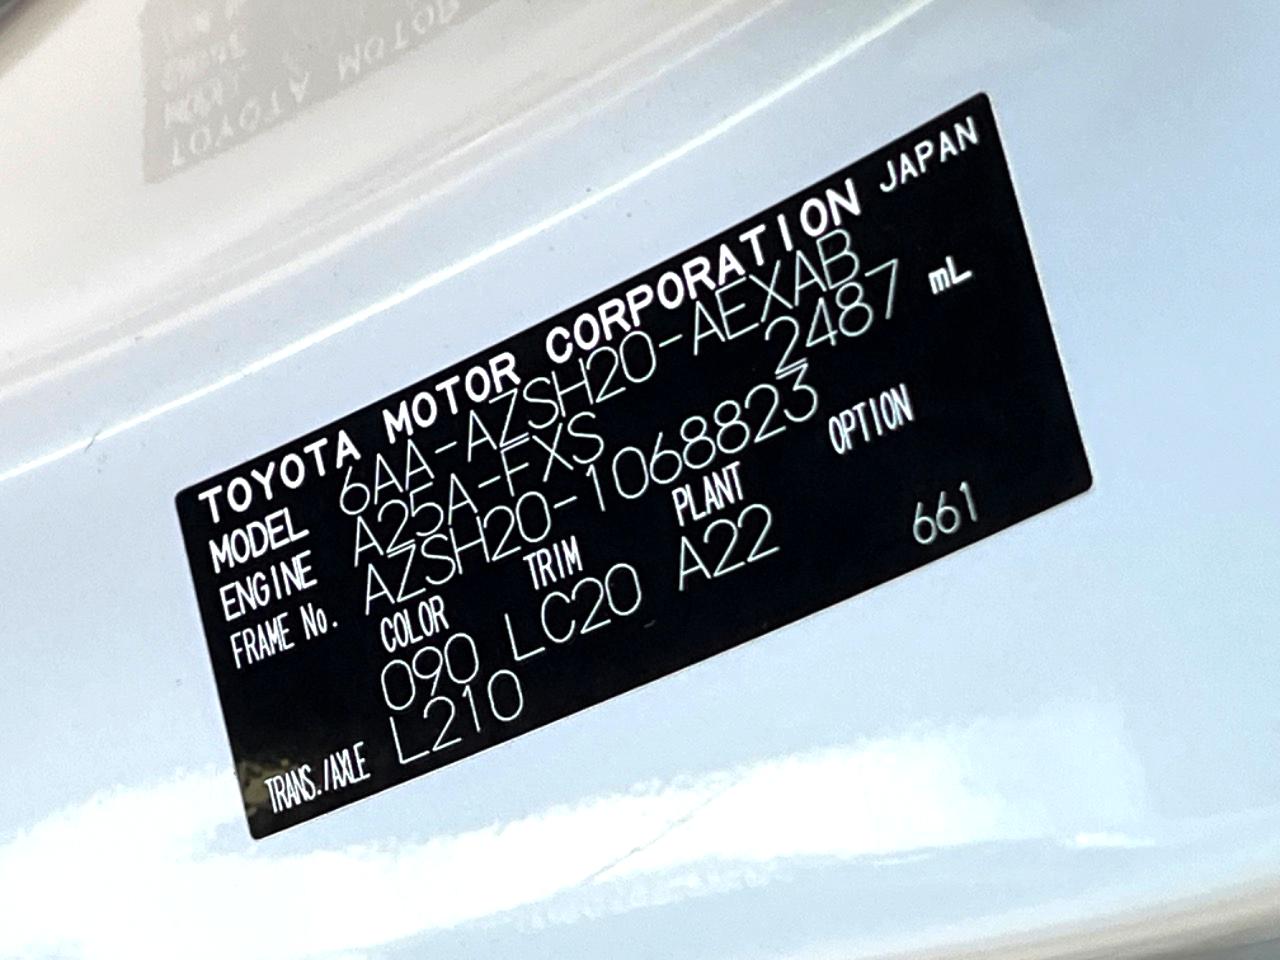 TOYOTA MOTOR CORPORATION JAPAN
MODEL 6AA-AZSH20-AEXAB
ENGINE A25A-FXS 2487 mL
FRAME No. AZSH20-1068823
COLOR TRIM PLANT OPTION
090 LC20 A22 661
TRANS./AXLE L210